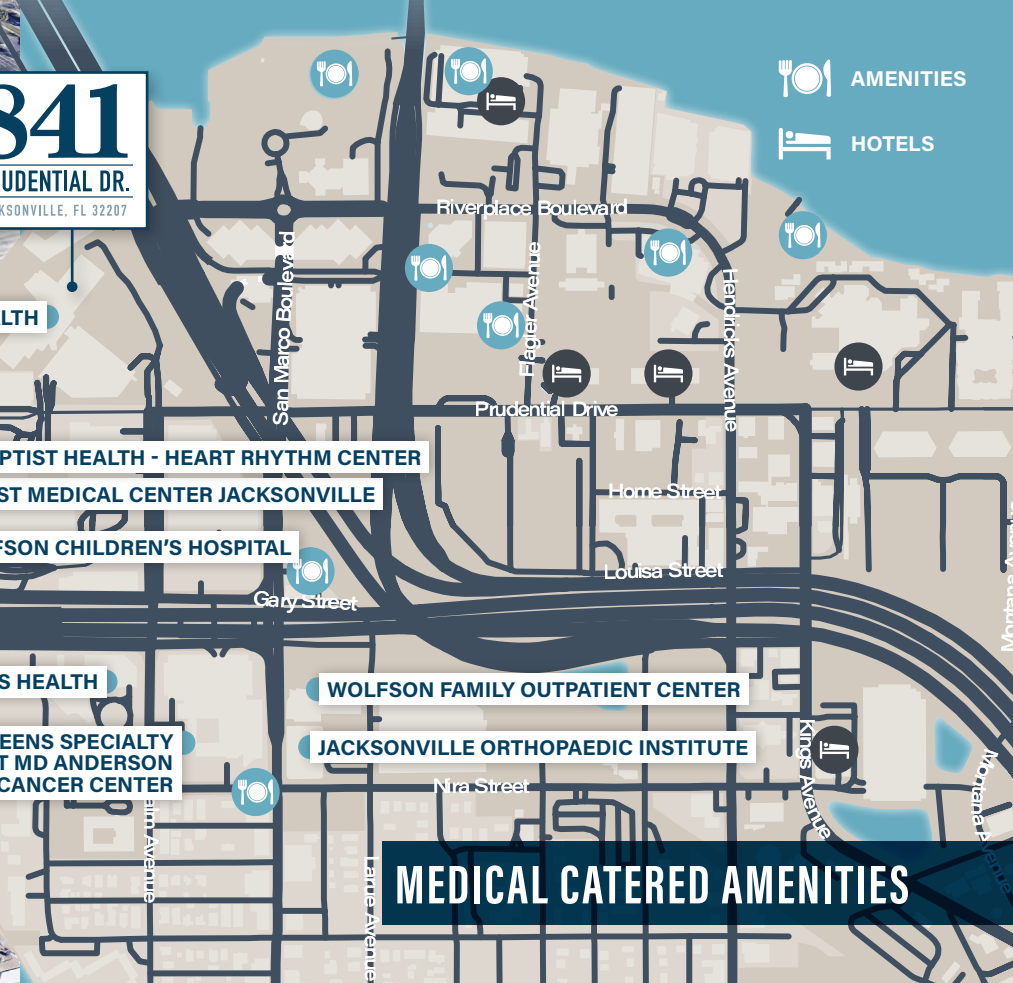 AMENITIES
HOTELS
841
UDENTIAL DR.
KSONVILLE, FL 32207
Riverplace Boulevard
San Marco Boulevard
Flagler Avenue
Hendricks Avenue
LTH
Prudential Drive
PTIST HEALTH - HEART RHYTHM CENTER
ST MEDICAL CENTER JACKSONVILLE
Home Street
FSON CHILDREN'S HOSPITAL
Louisa Street
Gary Street
Montana Avenue
S HEALTH
WOLFSON FAMILY OUTPATIENT CENTER
EENS SPECIALTY
T MD ANDERSON
CANCER CENTER
JACKSONVILLE ORTHOPAEDIC INSTITUTE
Kings Avenue
Nira Street
Montana Avenue
elm Avenue
Larue Avenue
MEDICAL CATERED AMENITIES